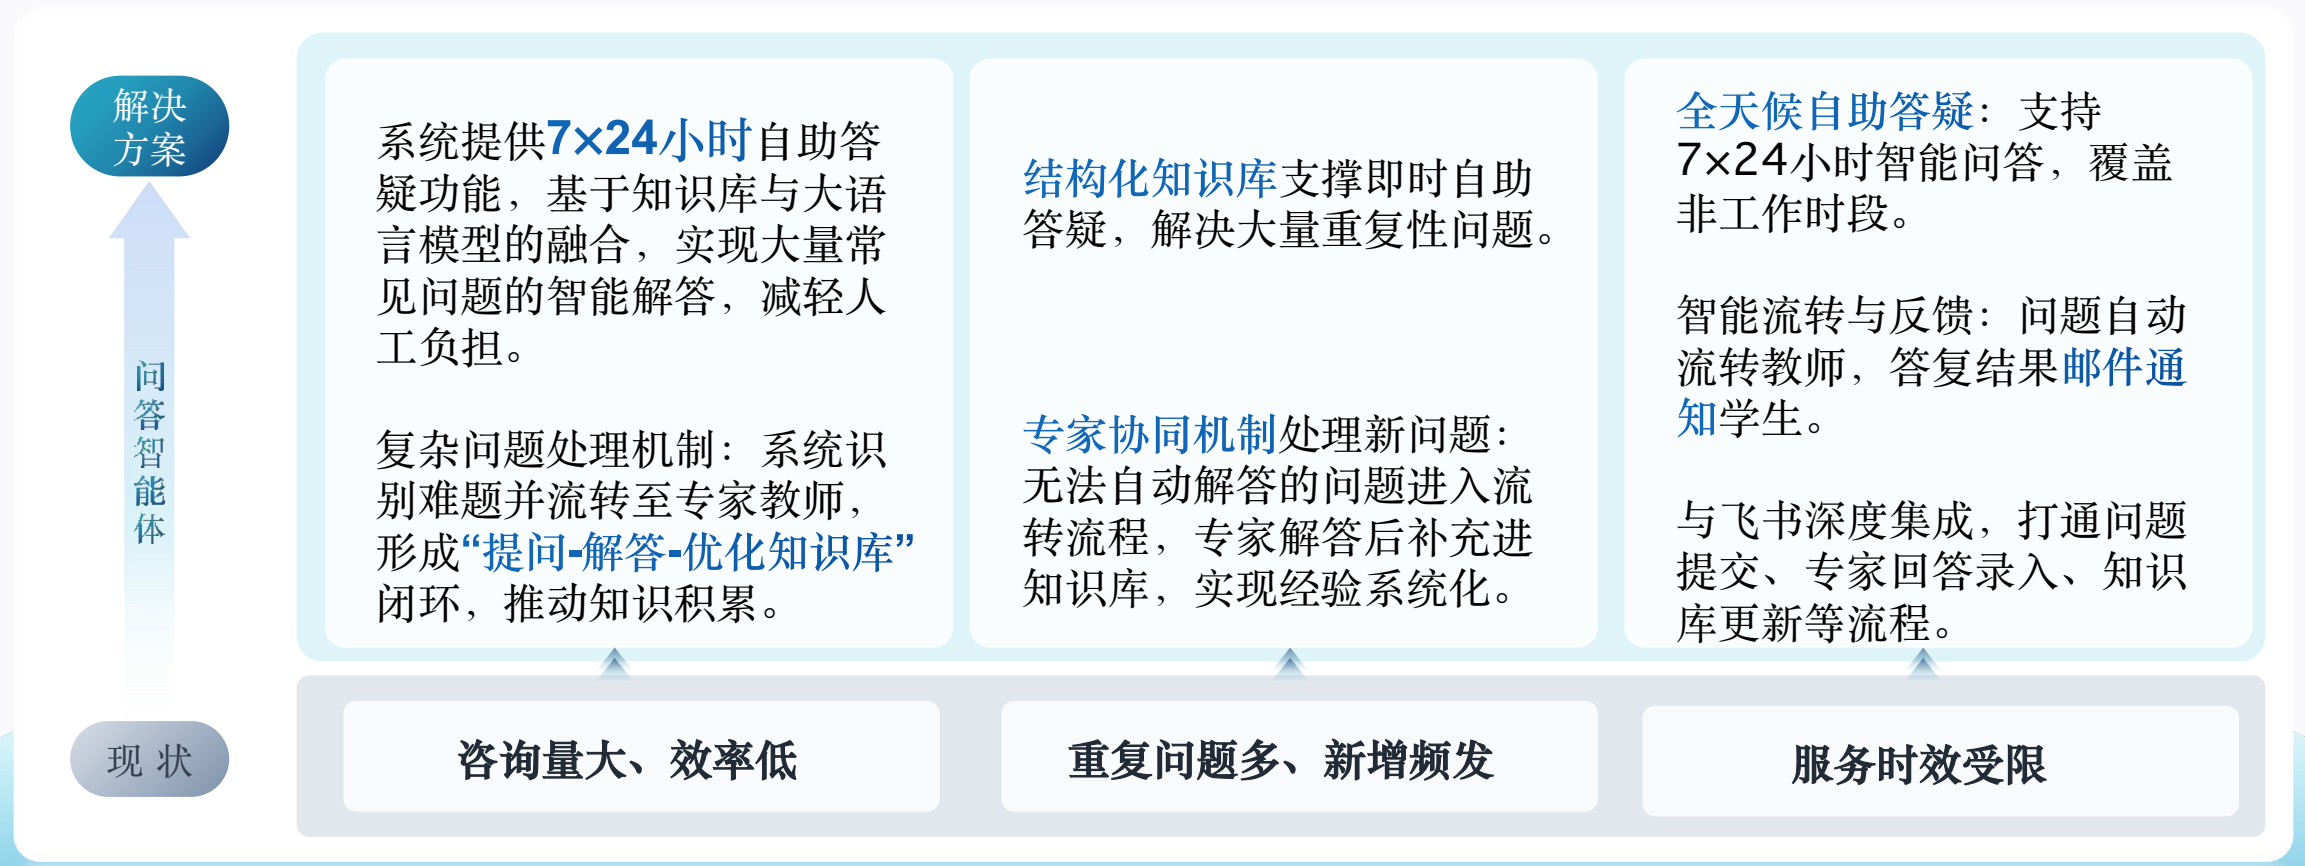 解决
方案
问答智能体
现 状
系统提供7×24小时自助答
疑功能，基于知识库与大语
言模型的融合，实现大量常
见问题的智能解答，减轻人
工负担。
复杂问题处理机制：系统识
别难题并流转至专家教师，
形成“提问-解答-优化知识库”
闭环，推动知识积累。
结构化知识库支撑即时自助
答疑，解决大量重复性问题。
专家协同机制处理新问题：
无法自动解答的问题进入流
转流程，专家解答后补充进
知识库，实现经验系统化。
全天候自助答疑：支持
7×24小时智能问答，覆盖
非工作时段。
智能流转与反馈：问题自动
流转教师，答复结果邮件通
知学生。
与飞书深度集成，打通问题
提交、专家回答录入、知识
库更新等流程。
咨询量大、效率低
重复问题多、新增频发
服务时效受限